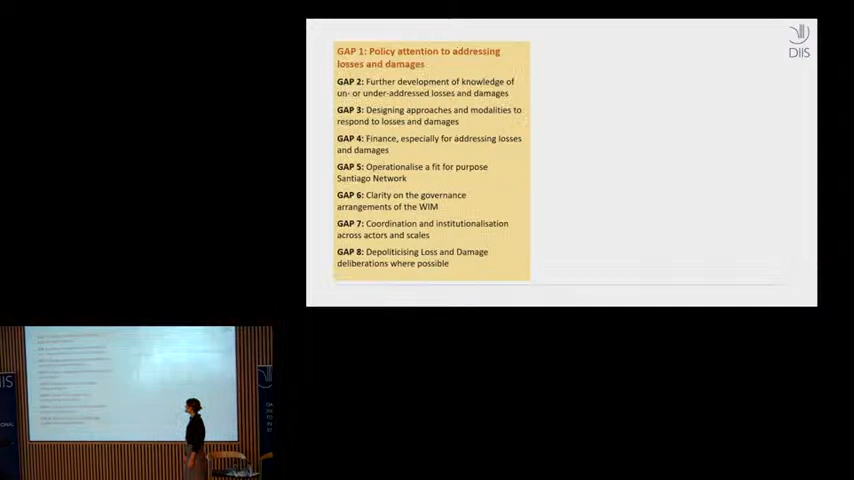 GAP 1: Policy attention to addressing
losses and damages
GAP 2: Further development of knowledge of
un- or under-addressed losses and damages
GAP 3: Designing approaches and modalities to
respond to losses and damages
GAP 4: Finance, especially for addressing losses
and damages
GAP 5: Operationalise a fit for purpose
Santiago Network
GAP 6: Clarity on the governance
arrangements of the WIM
GAP 7: Coordination and institutionalisation
across actors and scales
GAP 8: Depoliticising Loss and Damage
deliberations where possible
DIIS